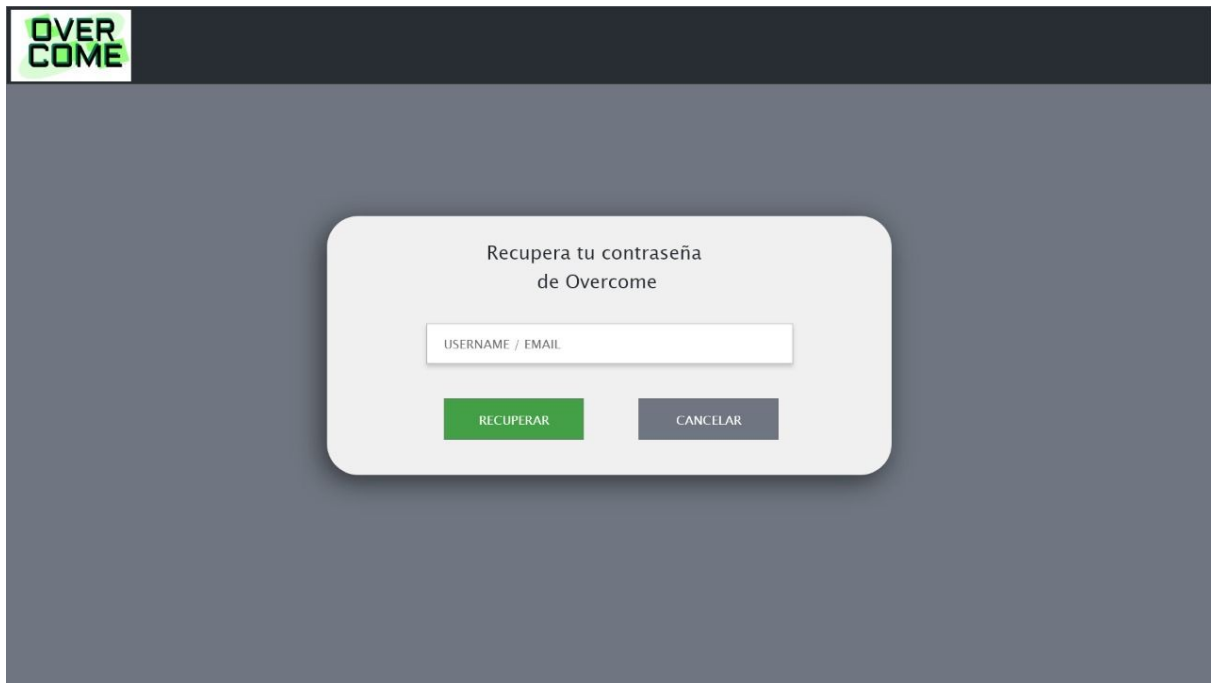 OVER
COME
Recupera tu contraseña
de Overcome
USERNAME / EMAIL
RECUPERAR
CANCELAR